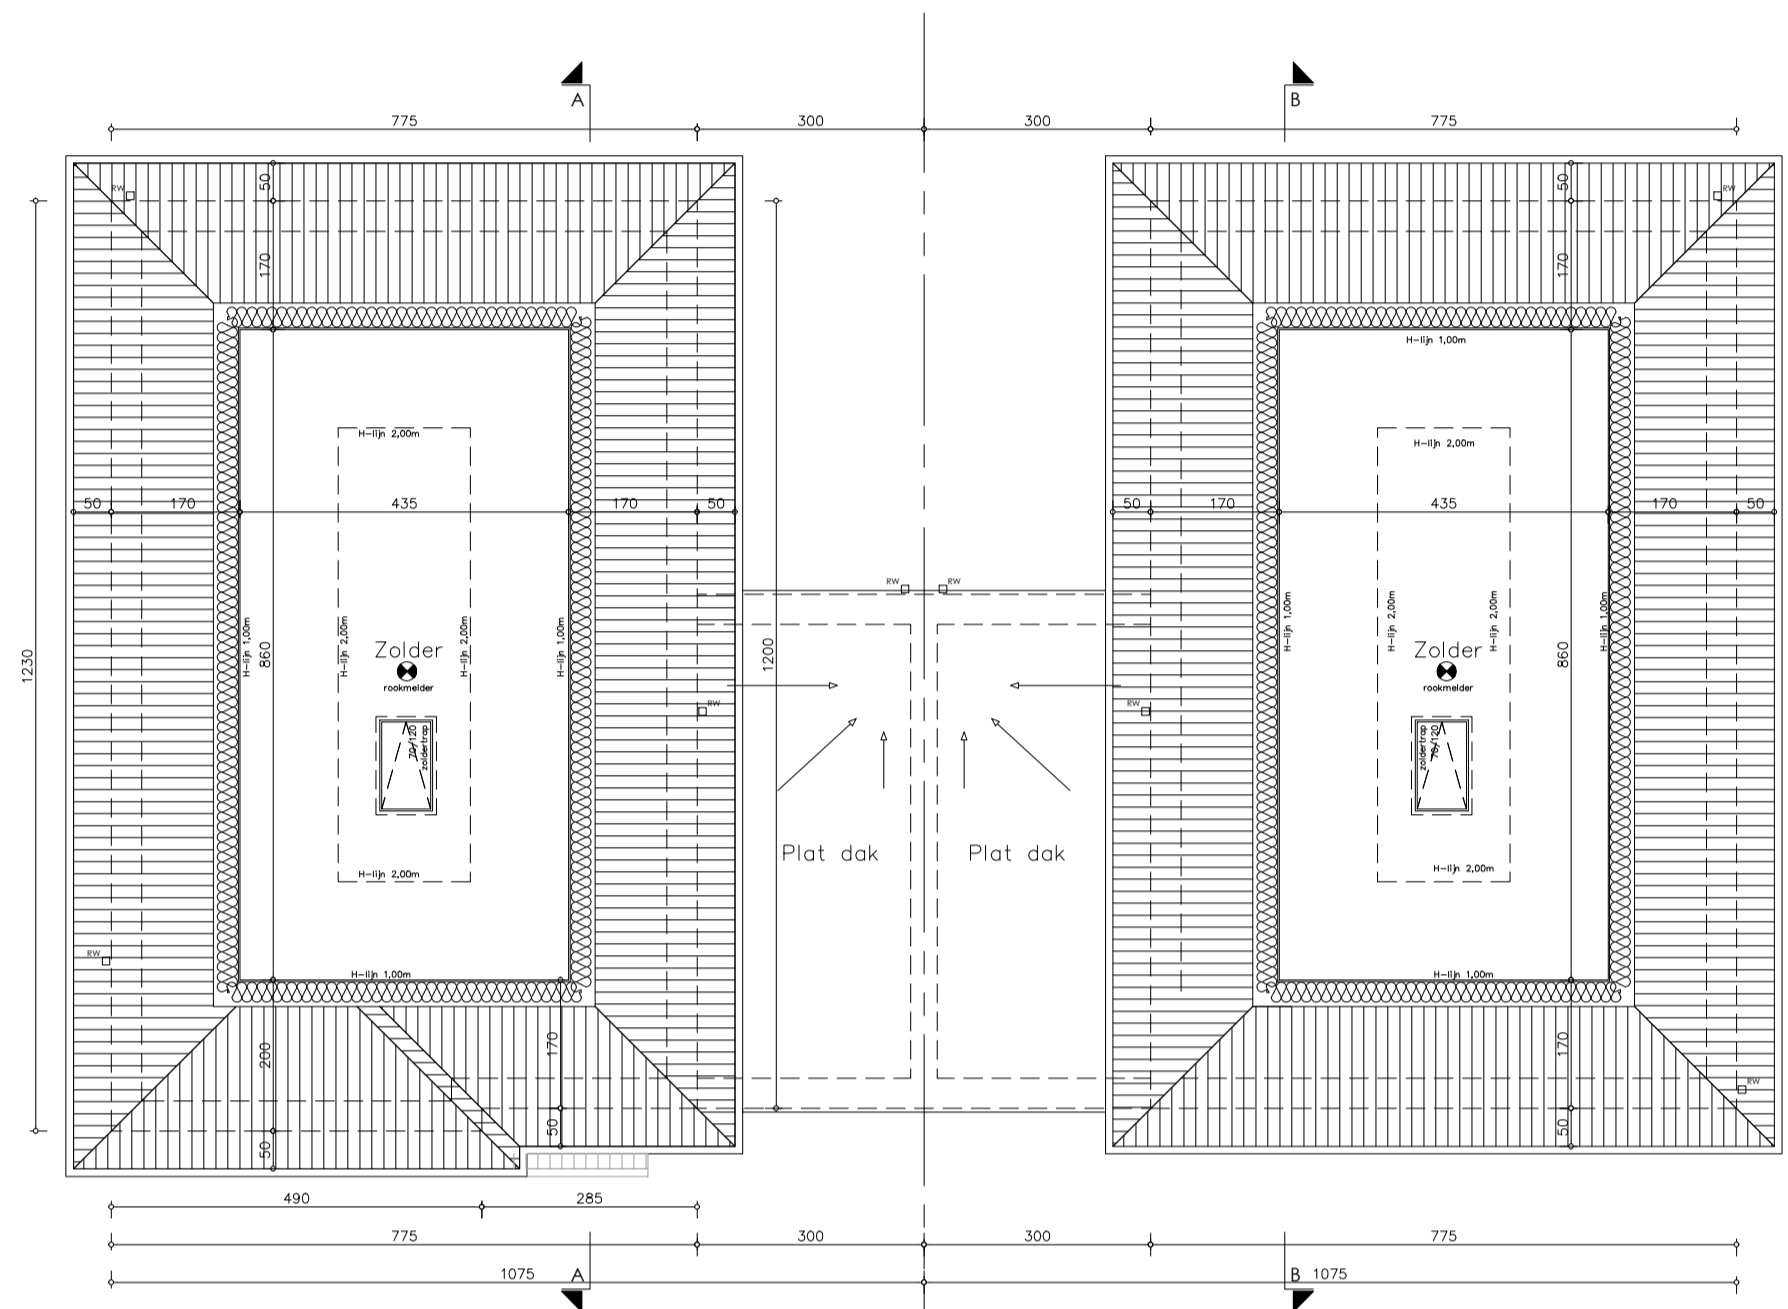 A
B
775
300
300
775
RW
50
50
RW
170
170
H-lijn 1,00m
H-lijn 2,00m
H-lijn 2,00m
50
170
435
170
50
50
170
435
170
50
RW
RW
H-lijn 1,00m
860
H-lijn 2,00m
H-lijn 2,00m
H-lijn 1,00m
H-lijn 1,00m
H-lijn 2,00m
H-lijn 2,00m
H-lijn 1,00m
860
1230
1200
Zolder
rookmelder
Zolder
rookmelder
RW
RW
70/120
zoldertrap
zoldertrap
70/120
Plat dak
Plat dak
H-lijn 2,00m
H-lijn 2,00m
RW
H-lijn 1,00m
H-lijn 1,00m
200
170
170
RW
50
50
50
490
285
775
300
300
775
1075
A
B
1075